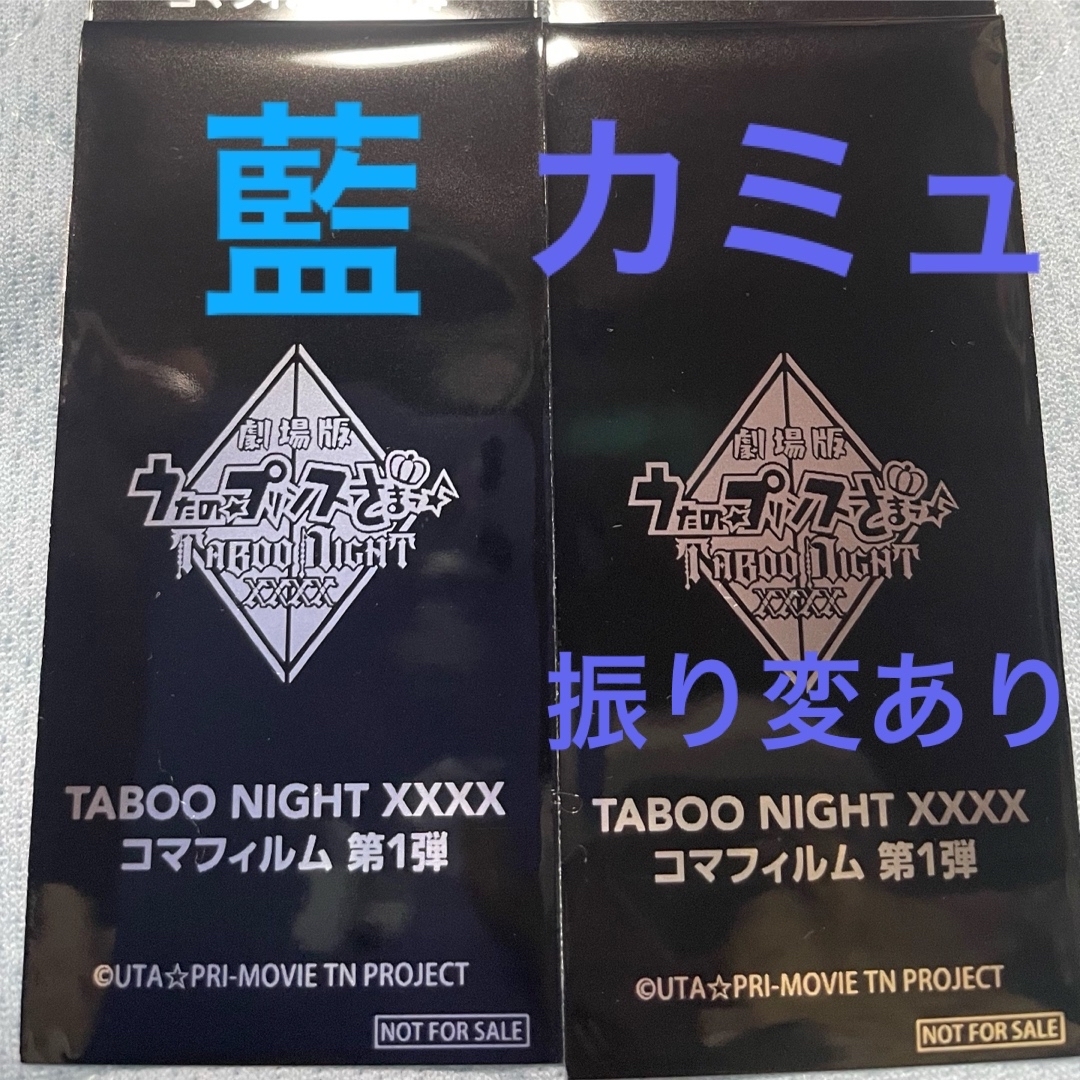 藍
カミュ
劇場版
うたの☆プリンスさまっ♪
TABOO NIGHT
XXXX
TABOO NIGHT XXXX
コマフィルム 第1弾
©UTA☆PRI-MOVIE TN PROJECT
NOT FOR SALE
劇場版
うたの☆プリンスさまっ♪
TABOO NIGHT
XXXX
振り変あり
TABOO NIGHT XXXX
コマフィルム 第1弾
©UTA☆PRI-MOVIE TN PROJECT
NOT FOR SALE